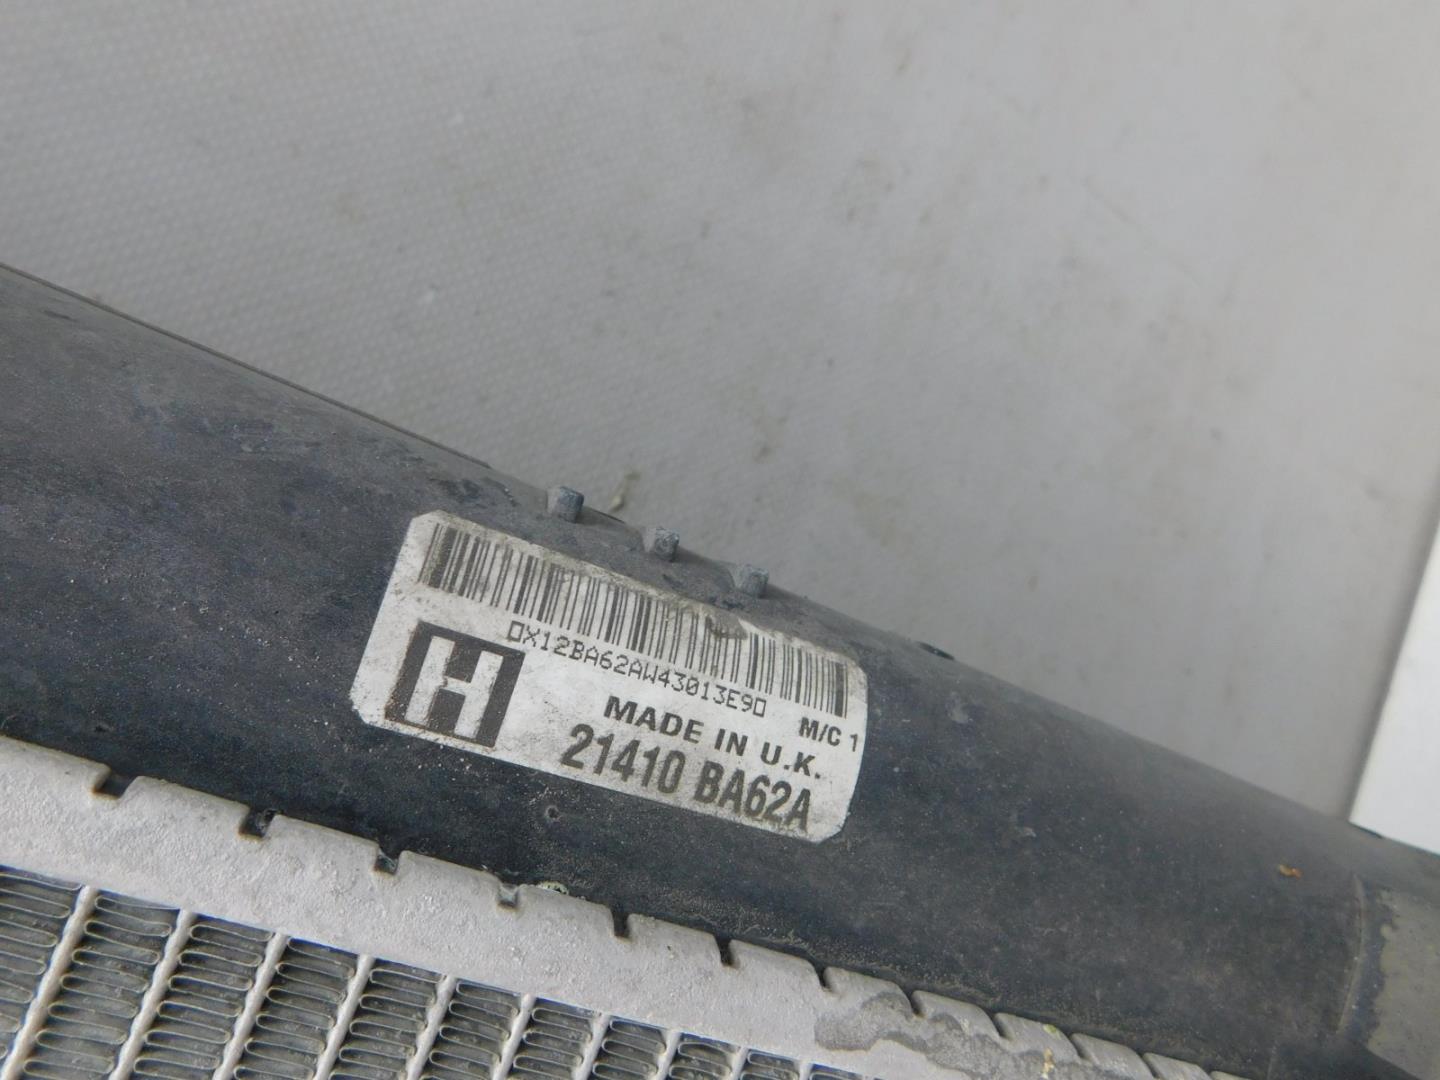 0X12BA62AW43013E90
H
MADE IN U.K.
M/C 1
21410 BA62A